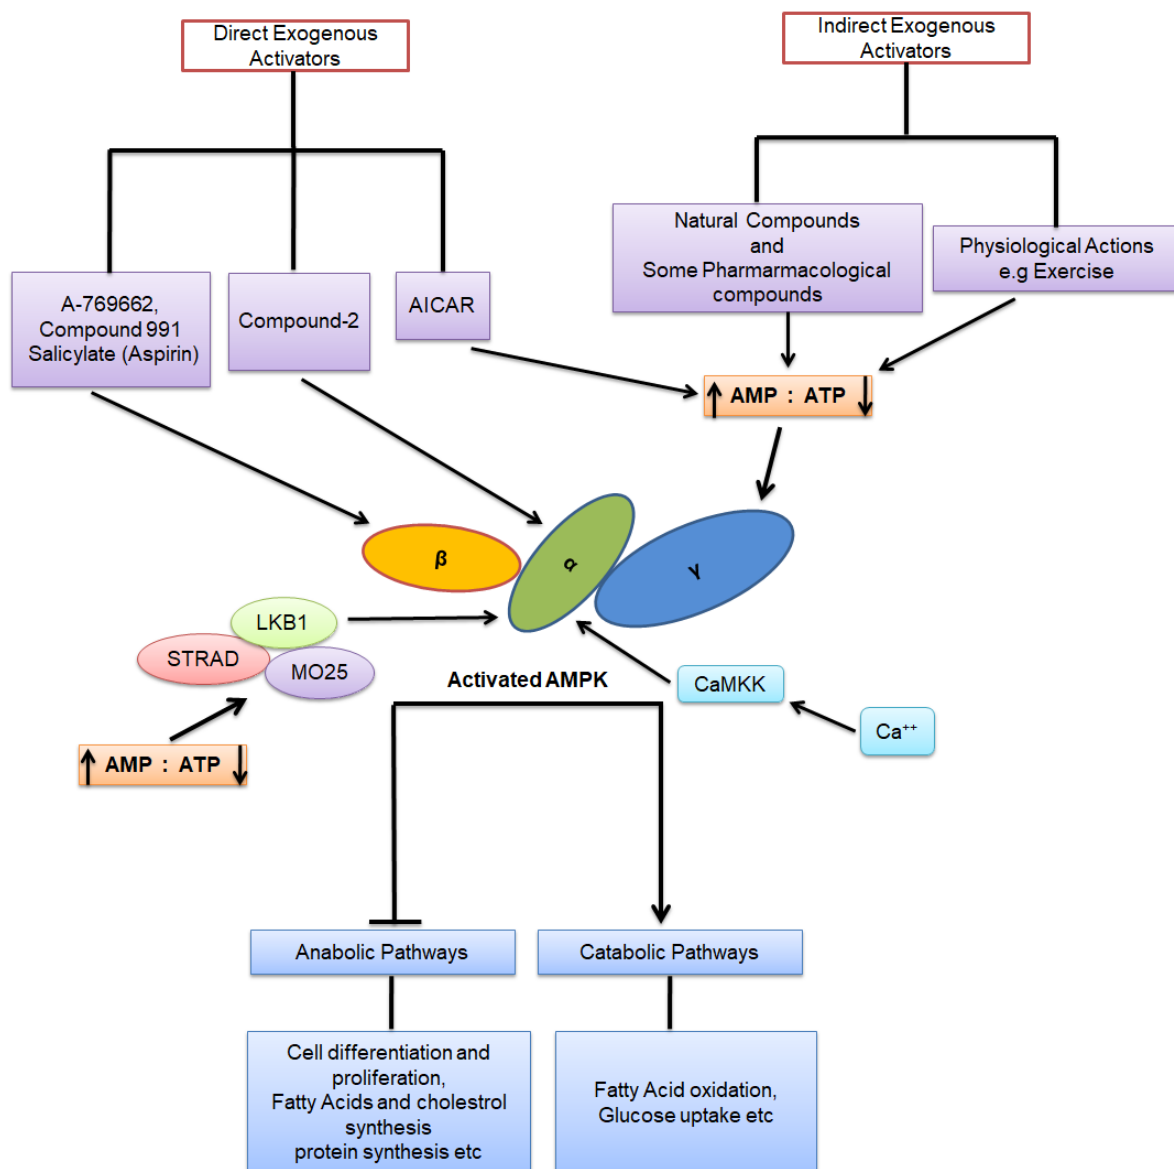 Direct Exogenous
Activators
Indirect Exogenous
Activators
Natural Compounds
and
Some Pharmarmacological
compounds
Physiological Actions
e.g Exercise
A-769662,
Compound 991
Salicylate (Aspirin)
Compound-2
AICAR
AMP : ATP
β
α
γ
LKB1
STRAD
MO25
Activated AMPK
CaMKK
Ca⁺⁺
AMP : ATP
Anabolic Pathways
Catabolic Pathways
Cell differentiation and
proliferation,
Fatty Acids and cholestrol
synthesis
protein synthesis etc
Fatty Acid oxidation,
Glucose uptake etc